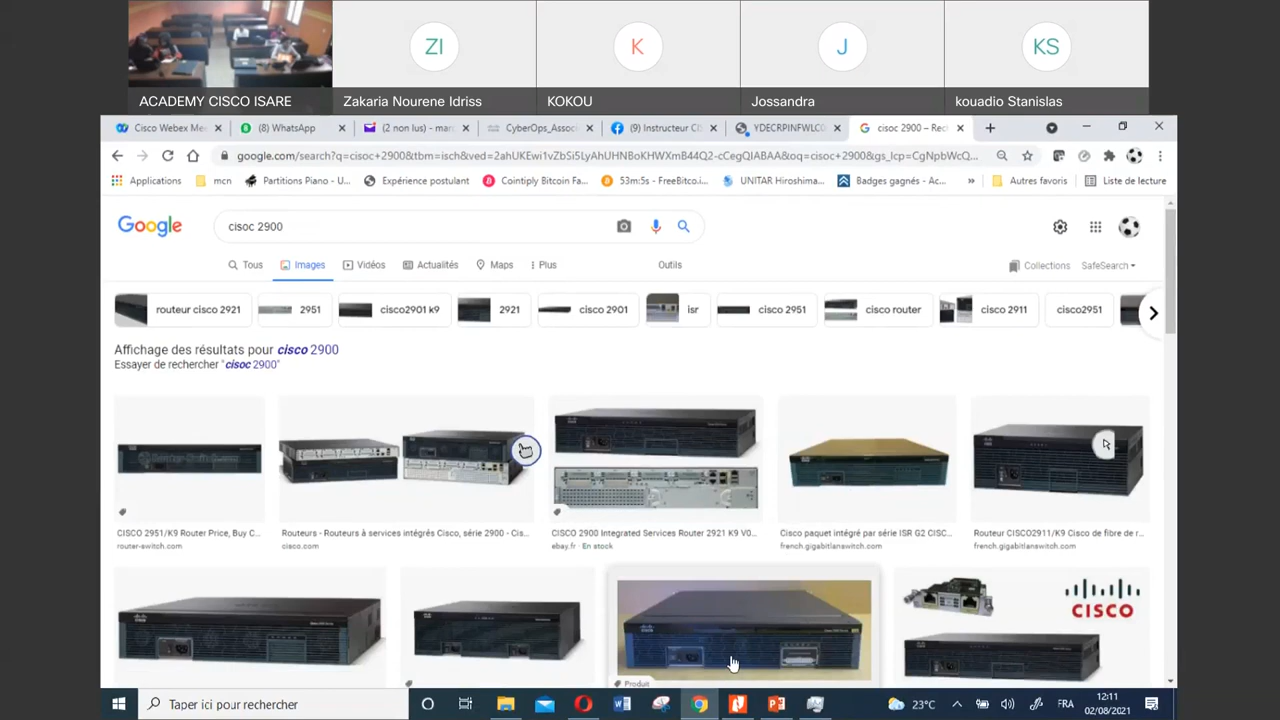 ZI
K
J
KS
ACADEMY CISCO ISARE
Zakaria Nourene Idriss
KOKOU
Jossandra
kouadio Stanislas
Cisco Webex Me
(8) WhatsApp
(2 non lus) - mar
CyberOps_Assoc
(9) Instructeur CI
YDECRPINFWLC0
cisoc 2900 – Rec
google.com/search?q=cisoc+2900&tbm=isch&ved=2ahUKEwi1vZbSi5LyAhUHNBoKHWXmB44Q2-cCegQIABAA&oq=cisoc+2900&gs_lcp=CgNpbWcQ...
Applications
mcn
Partitions Piano - U...
Expérience postulant
Cointiply Bitcoin Fa...
53m:5s - FreeBitco.i...
UNITAR Hiroshima...
Badges gagnés - Ac...
»
Autres favoris
Liste de lecture
Google
cisoc 2900
Tous
Images
Vidéos
Actualités
Maps
Plus
Outils
Collections
SafeSearch
routeur cisco 2921
2951
cisco2901 k9
2921
cisco 2901
isr
cisco 2951
cisco router
cisco 2911
cisco2951
Affichage des résultats pour cisco 2900
Essayer de rechercher "cisoc 2900"
CISCO 2951/K9 Router Price, Buy C...
router-switch.com
Routeurs - Routeurs à services intégrés Cisco, série 2900 - Cis...
cisco.com
CISCO 2900 Integrated Services Router 2921 K9 V0...
ebay.fr · En stock
Cisco paquet intégré par série ISR G2 CISC...
french.gigabitlanswitch.com
Routeur CISCO2911/K9 Cisco de fibre de r...
french.gigabitlanswitch.com
CISCO
Produit
Taper ici pour rechercher
23°C
FRA
12:11
02/08/2021